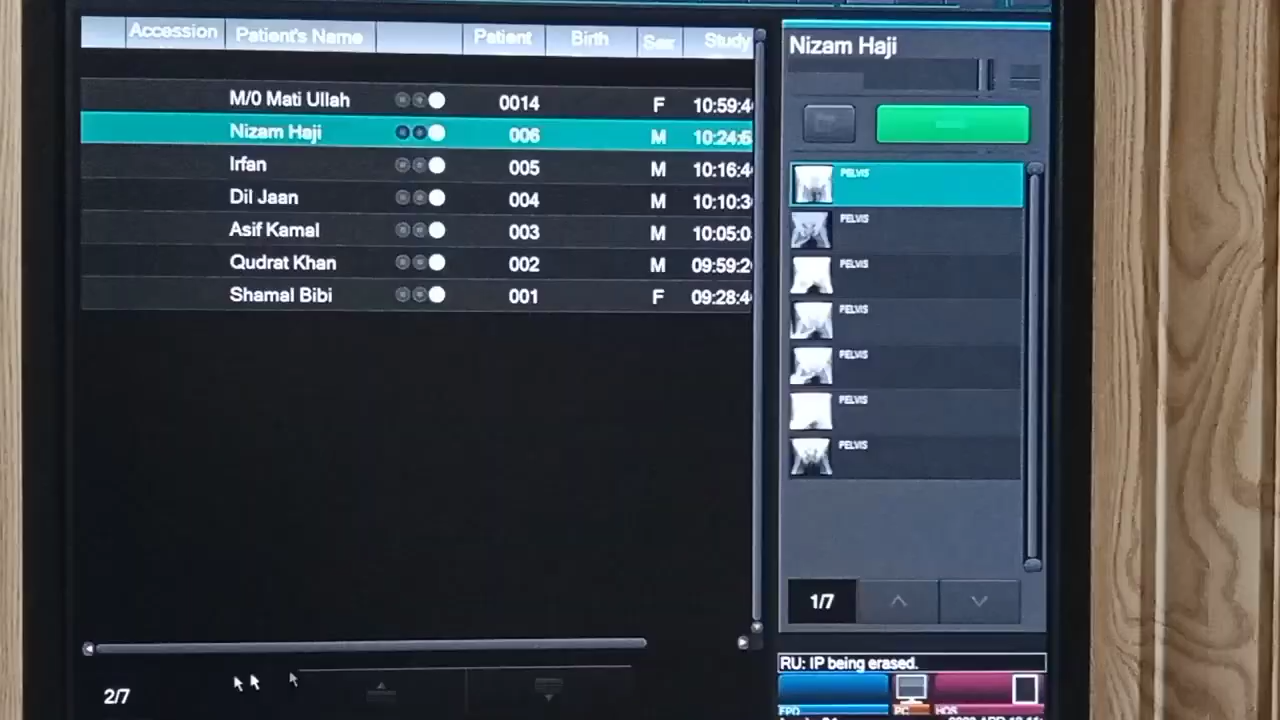 Accession Patient's Name Patient Birth Sex Study
M/0 Mati Ullah 0014 F 10:59:4
Nizam Haji 006 M 10:24:5
Irfan 005 M 10:16:4
Dil Jaan 004 M 10:10:3
Asif Kamal 003 M 10:05:0
Qudrat Khan 002 M 09:59:2
Shamal Bibi 001 F 09:28:4
2/7
Nizam Haji
PELVIS
PELVIS
PELVIS
PELVIS
PELVIS
PELVIS
PELVIS
1/7
RU: IP being erased.
FPD PC HQS